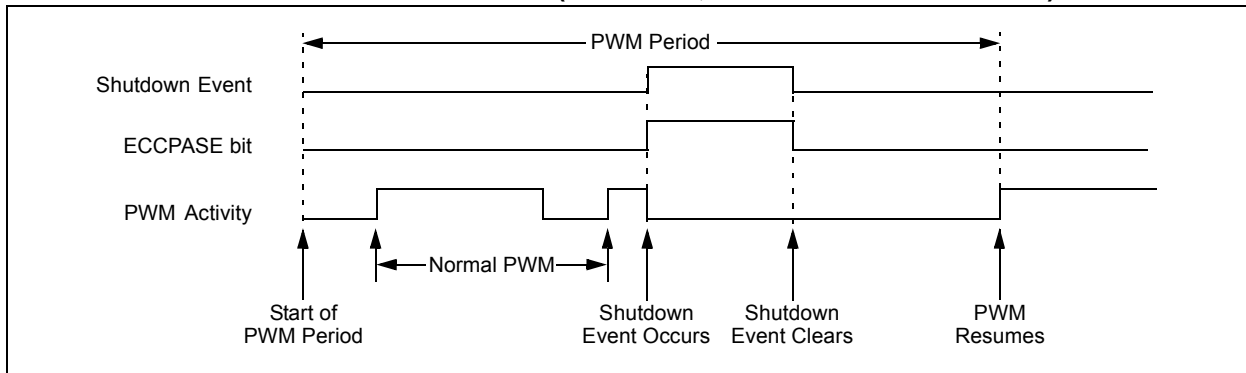 PWM Period
Shutdown Event
ECCPASE bit
PWM Activity
Normal PWM
Start of
PWM Period
Shutdown
Event Occurs
Shutdown
Event Clears
PWM
Resumes